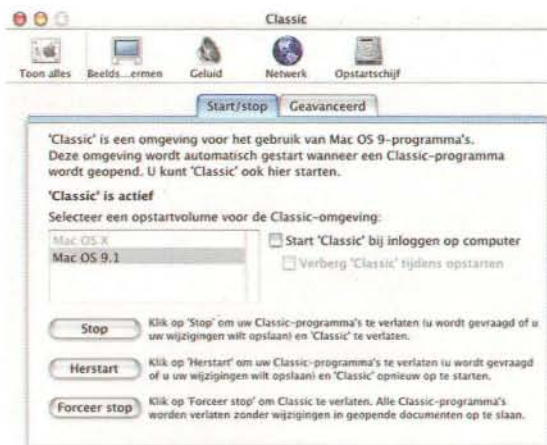 Classic
Toon alles
Beelds...ermen
Geluid
Netwerk
Opstartschijf
Start/stop
Geavanceerd
'Classic' is een omgeving voor het gebruik van Mac OS 9-programma's.
Deze omgeving wordt automatisch gestart wanneer een Classic-programma
wordt geopend. U kunt 'Classic' ook hier starten.
'Classic' is actief
Selecteer een opstartvolume voor de Classic-omgeving:
Mac OS X
Mac OS 9.1
Start 'Classic' bij inloggen op computer
Verberg 'Classic' tijdens opstarten
Stop
Klik op 'Stop' om uw Classic-programma's te verlaten (u wordt gevraagd of u
uw wijzigingen wilt opslaan) en 'Classic' te verlaten.
Herstart
Klik op 'Herstart' om uw Classic-programma's te verlaten (u wordt gevraagd
of u uw wijzigingen wilt opslaan) en 'Classic' opnieuw op te starten.
Forceer stop
Klik op 'Forceer stop' om Classic te verlaten. Alle Classic-programma's
worden verlaten zonder wijzigingen in geopende documenten op te slaan.